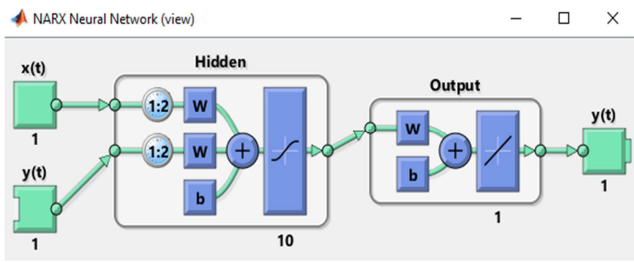 NARX Neural Network (view)
Hidden
x(t)
1:2
W
1
1:2
W
y(t)
b
1
10
Output
W
b
1
y(t)
1